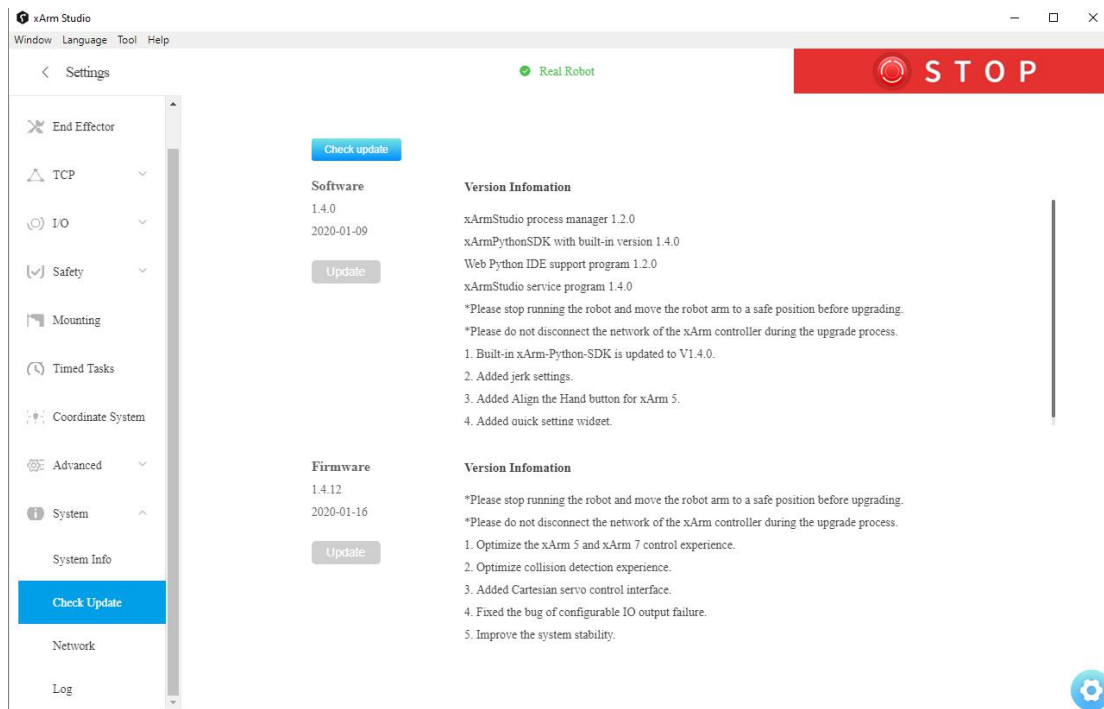 xArm Studio
Window Language Tool Help
Settings
Real Robot
STOP
End Effector
TCP
I/O
Safety
Mounting
Timed Tasks
Coordinate System
Advanced
System
System Info
Check Update
Network
Log
Check update
Software
1.4.0
2020-01-09
Update
Version Infomation
xArmStudio process manager 1.2.0
xArmPythonSDK with built-in version 1.4.0
Web Python IDE support program 1.2.0
xArmStudio service program 1.4.0
*Please stop running the robot and move the robot arm to a safe position before upgrading.
*Please do not disconnect the network of the xArm controller during the upgrade process.
1. Built-in xArm-Python-SDK is updated to V1.4.0.
2. Added jerk settings.
3. Added Align the Hand button for xArm 5.
4. Added quick setting widget.
Firmware
1.4.12
2020-01-16
Update
Version Infomation
*Please stop running the robot and move the robot arm to a safe position before upgrading.
*Please do not disconnect the network of the xArm controller during the upgrade process.
1. Optimize the xArm 5 and xArm 7 control experience.
2. Optimize collision detection experience.
3. Added Cartesian servo control interface.
4. Fixed the bug of configurable IO output failure.
5. Improve the system stability.